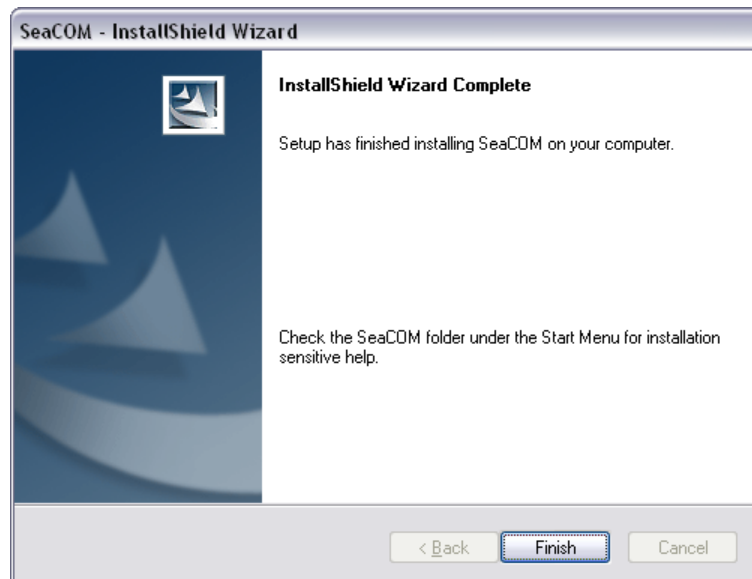 SeaCOM - InstallShield Wizard
InstallShield Wizard Complete
Setup has finished installing SeaCOM on your computer.
Check the SeaCOM folder under the Start Menu for installation
sensitive help.
< Back Finish Cancel